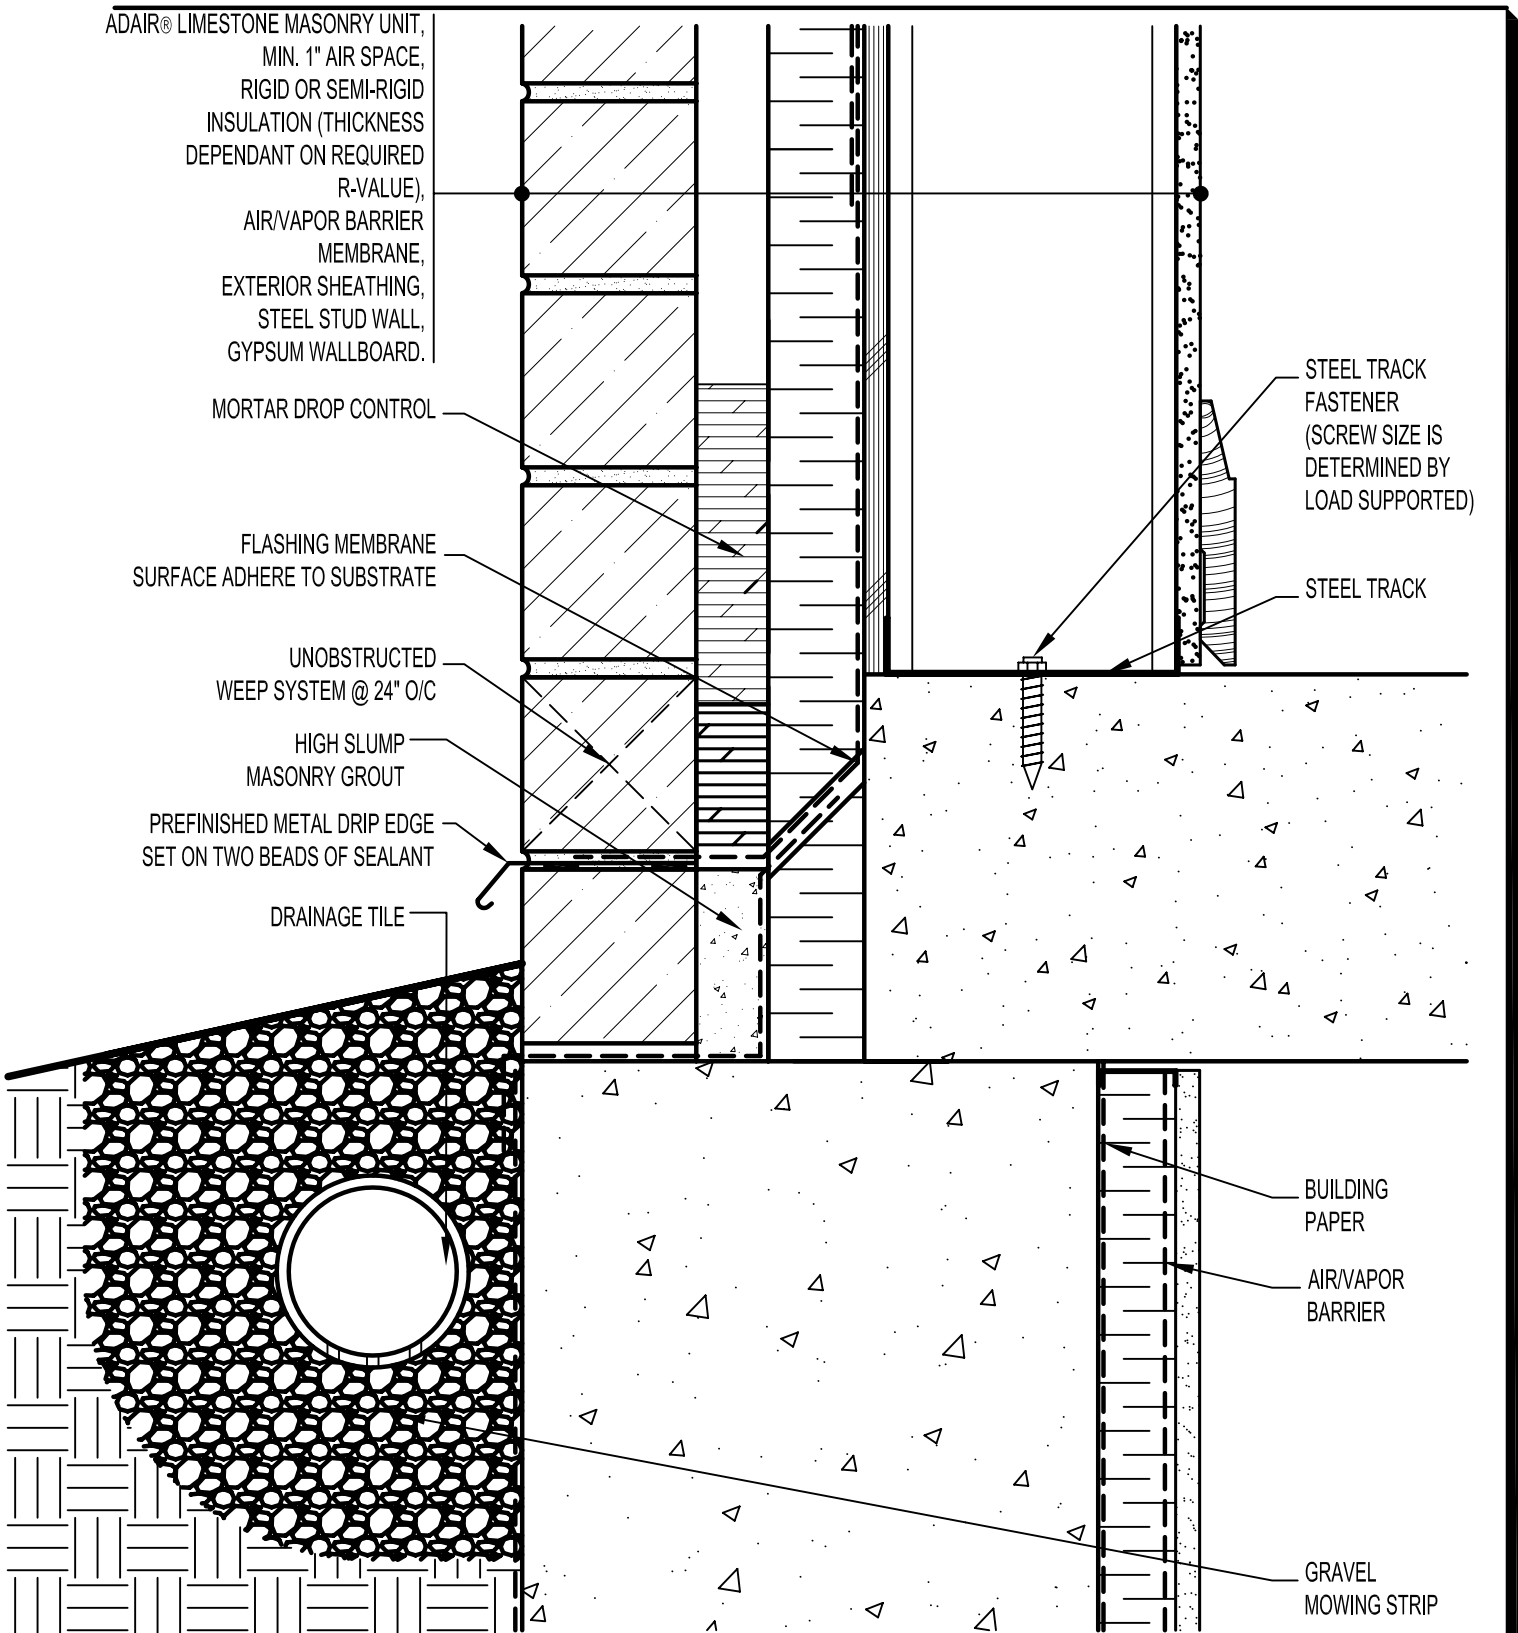 ADAIR® LIMESTONE MASONRY UNIT,
MIN. 1" AIR SPACE,
RIGID OR SEMI-RIGID
INSULATION (THICKNESS
DEPENDANT ON REQUIRED
R-VALUE),
AIR/VAPOR BARRIER
MEMBRANE,
EXTERIOR SHEATHING,
STEEL STUD WALL,
GYPSUM WALLBOARD.
MORTAR DROP CONTROL
FLASHING MEMBRANE
SURFACE ADHERE TO SUBSTRATE
UNOBSTRUCTED
WEEP SYSTEM @ 24" O/C
HIGH SLUMP
MASONRY GROUT
PREFINISHED METAL DRIP EDGE
SET ON TWO BEADS OF SEALANT
DRAINAGE TILE
STEEL TRACK
FASTENER
(SCREW SIZE IS
DETERMINED BY
LOAD SUPPORTED)
STEEL TRACK
BUILDING
PAPER
AIR/VAPOR
BARRIER
GRAVEL
MOWING STRIP